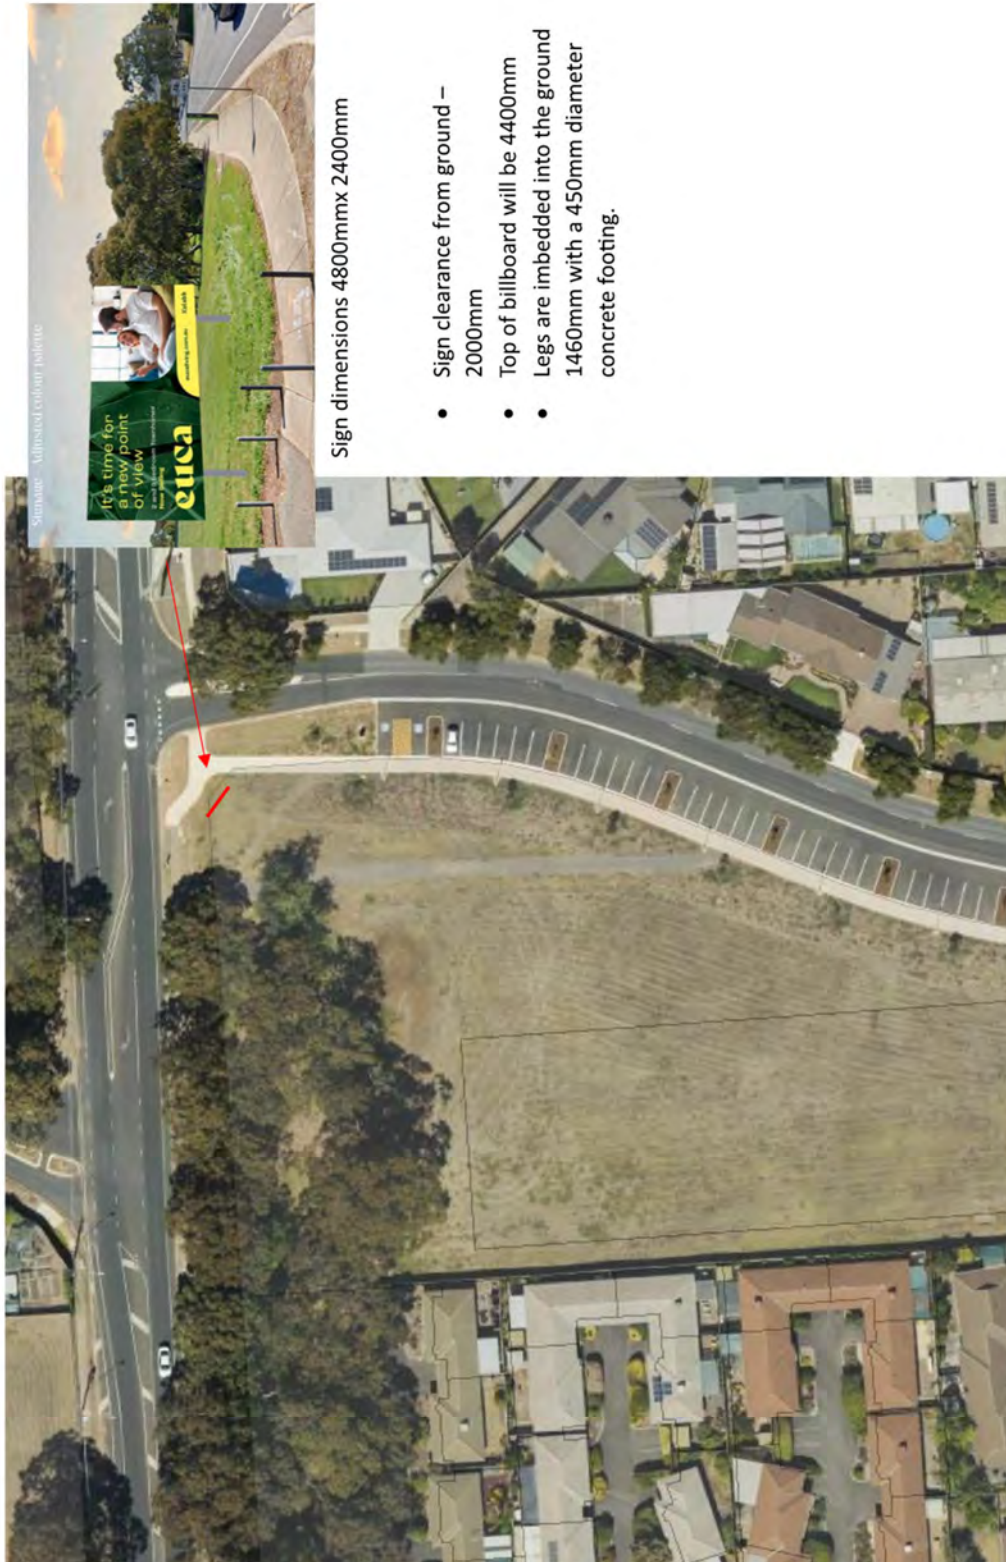 Signage - Adjusted colour palette
It's time for
a new point
of view
euca
Sign dimensions 4800mmx 2400mm
• Sign clearance from ground –
2000mm
• Top of billboard will be 4400mm
• Legs are imbedded into the ground
1460mm with a 450mm diameter
concrete footing.